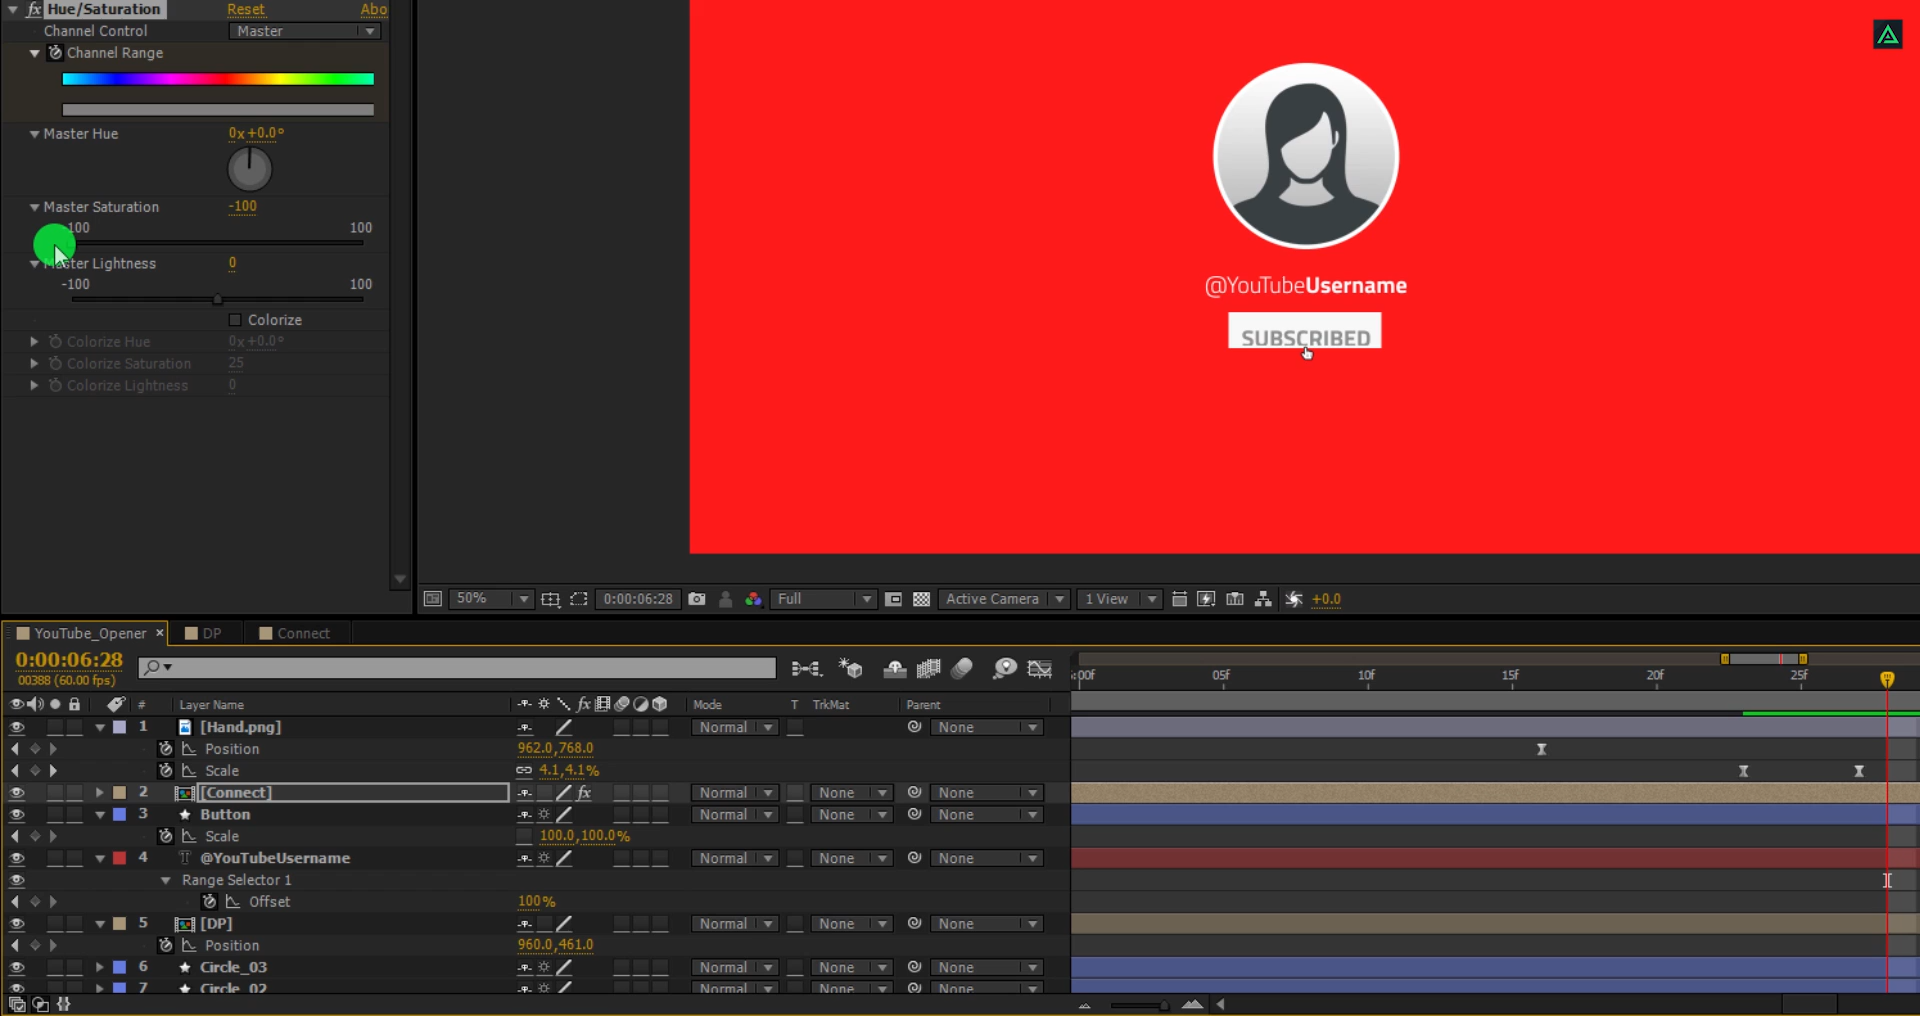 fx Hue/Saturation Reset Abo
Channel Control Master
Channel Range
Master Hue 0x+0.0°
Master Saturation -100
-100 100
Master Lightness 0
-100 100
Colorize
Colorize Hue 0x+0.0°
Colorize Saturation 25
Colorize Lightness 0
@YouTubeUsername
SUBSCRIBED
50% 0:00:06:28 Full Active Camera 1 View +0.0
YouTube_Opener × DP Connect
0:00:06:28
00388 (60.00 fps)
:00f 05f 10f 15f 20f 25f
# Layer Name fx Mode T TrkMat Parent
1 [Hand.png] Normal None
Position 962.0,768.0
Scale 4.1,4.1%
2 [Connect] fx Normal None None
3 Button Normal None None
Scale 100.0,100.0%
4 @YouTubeUsername Normal None None
Range Selector 1
Offset 100%
5 [DP] Normal None None
Position 960.0,461.0
6 Circle_03 Normal None None
7 Circle_02 Normal None None